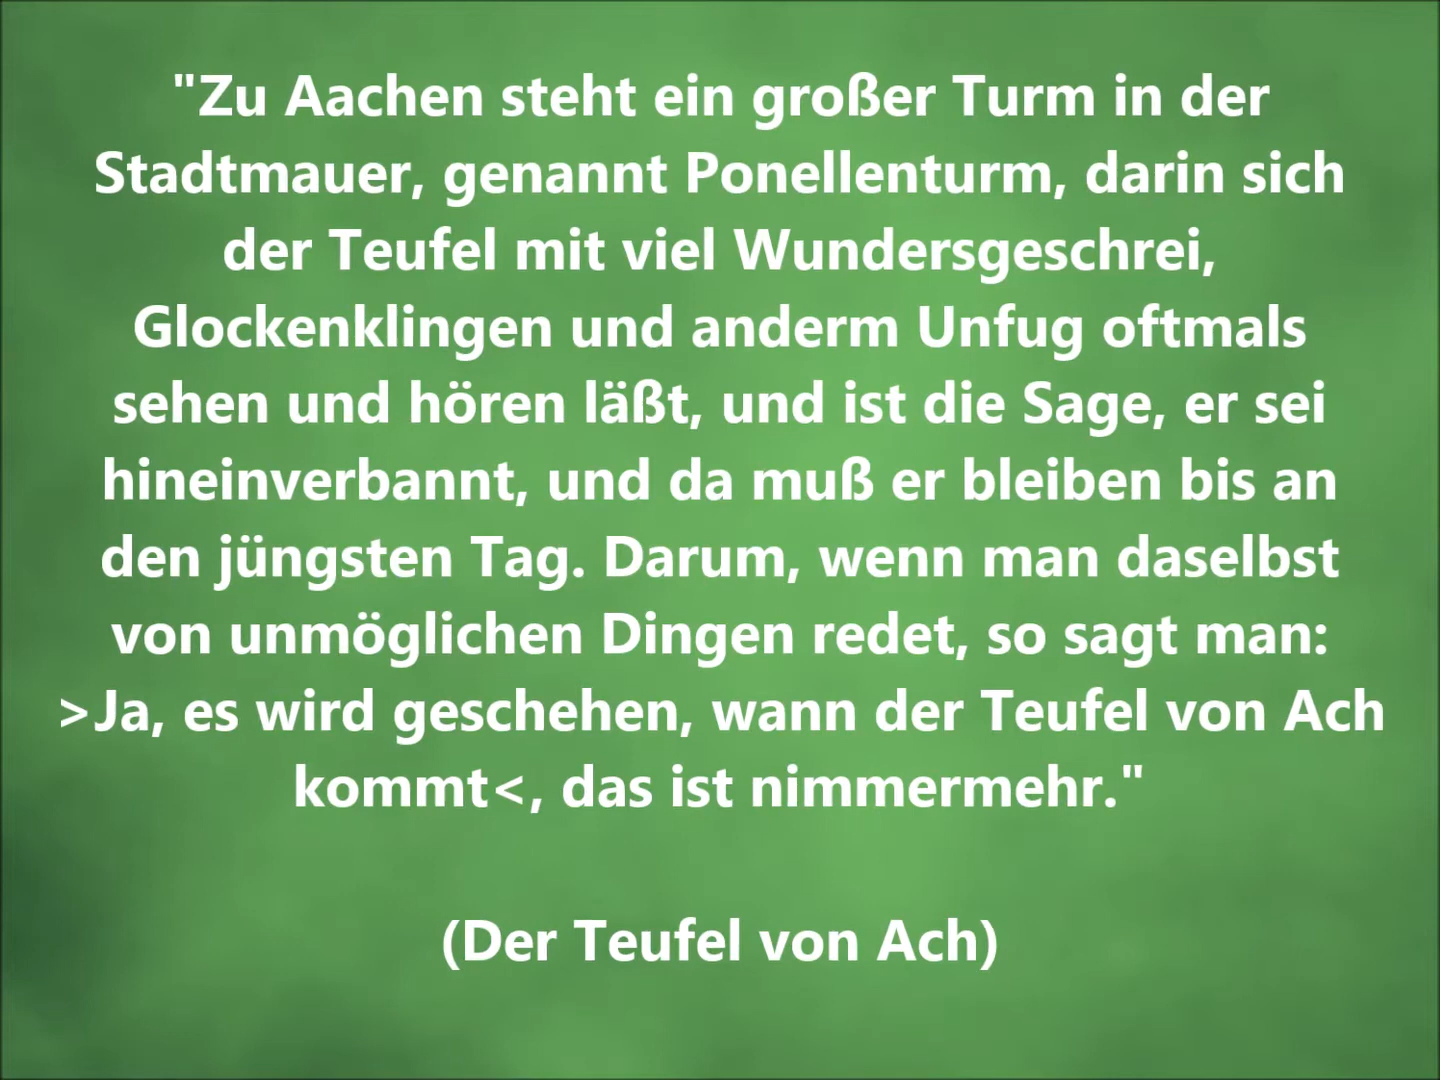 "Zu Aachen steht ein großer Turm in der
Stadtmauer, genannt Ponellenturm, darin sich
der Teufel mit viel Wundersgeschrei,
Glockenklingen und anderm Unfug oftmals
sehen und hören läßt, und ist die Sage, er sei
hineinverbannt, und da muß er bleiben bis an
den jüngsten Tag. Darum, wenn man daselbst
von unmöglichen Dingen redet, so sagt man:
>Ja, es wird geschehen, wann der Teufel von Ach
kommt<, das ist nimmermehr."
(Der Teufel von Ach)